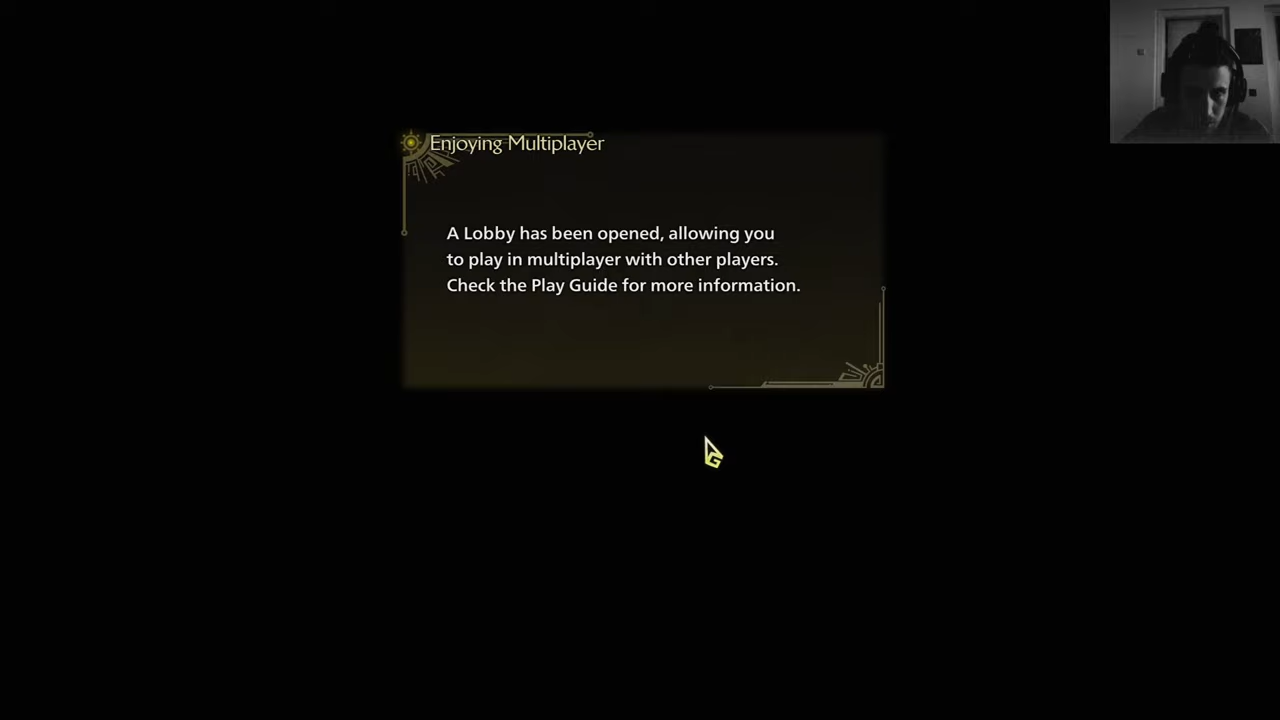 Enjoying Multiplayer
A Lobby has been opened, allowing you
to play in multiplayer with other players.
Check the Play Guide for more information.